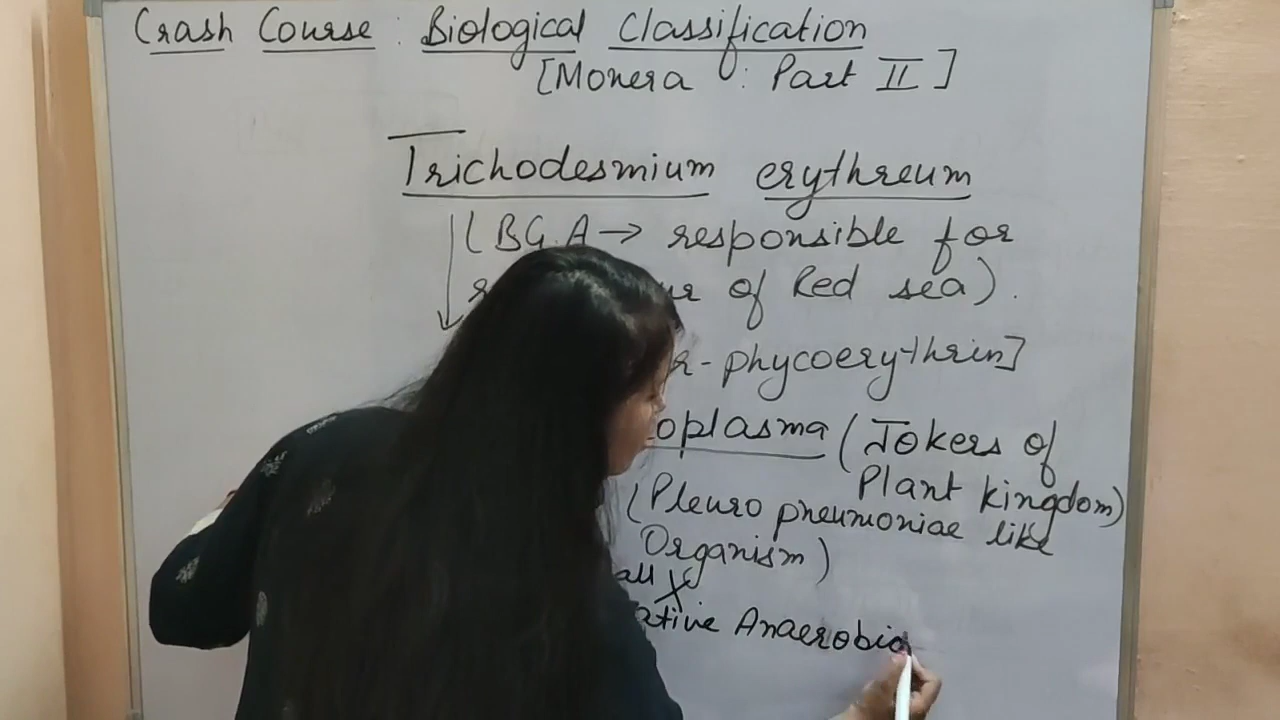 Crash Course : Biological Classification
[Monera : Part II]
Trichodesmium erythreum
(BGA → responsible for
of Red sea).
r-phycoerythrin]
oplasma (Jokers of
Plant kingdom)
(Pleuro pneumoniae like
Organism)
all X
ative Anaerobic